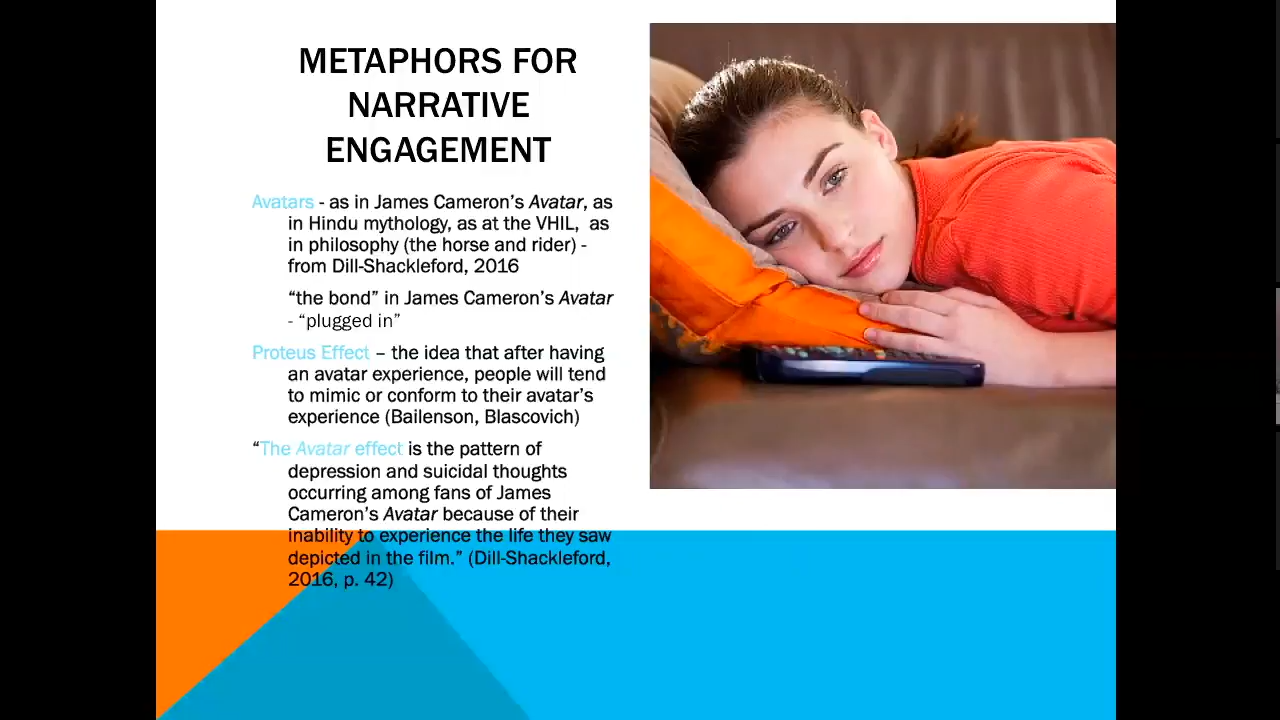 METAPHORS FOR
NARRATIVE
ENGAGEMENT
Avatars - as in James Cameron’s Avatar, as
in Hindu mythology, as at the VHIL, as
in philosophy (the horse and rider) -
from Dill-Shackleford, 2016
“the bond” in James Cameron’s Avatar
- “plugged in”
Proteus Effect – the idea that after having
an avatar experience, people will tend
to mimic or conform to their avatar’s
experience (Bailenson, Blascovich)
“The Avatar effect is the pattern of
depression and suicidal thoughts
occurring among fans of James
Cameron’s Avatar because of their
inability to experience the life they saw
depicted in the film.” (Dill-Shackleford,
2016, p. 42)